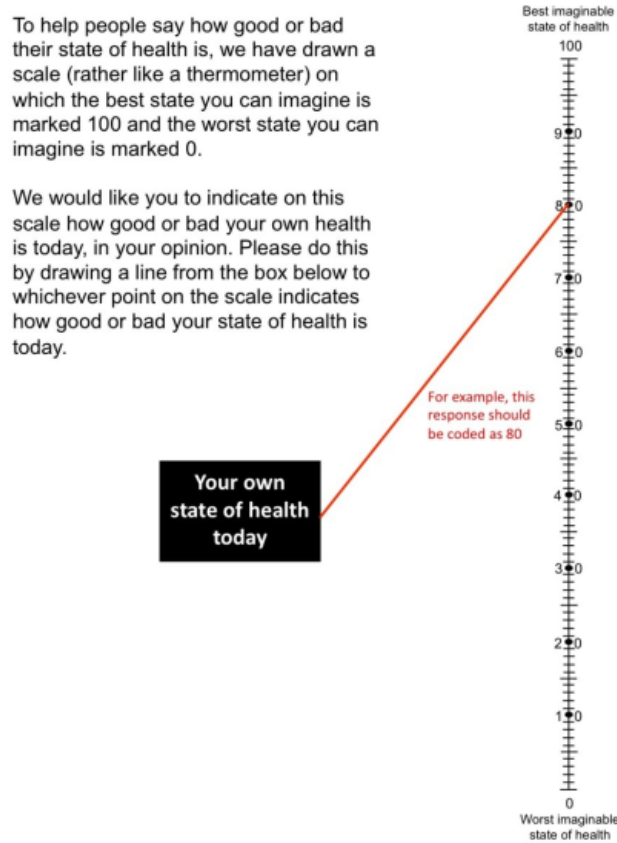 To help people say how good or bad
their state of health is, we have drawn a
scale (rather like a thermometer) on
which the best state you can imagine is
marked 100 and the worst state you can
imagine is marked 0.
We would like you to indicate on this
scale how good or bad your own health
is today, in your opinion. Please do this
by drawing a line from the box below to
whichever point on the scale indicates
how good or bad your state of health is
today.
Your own
state of health
today
For example, this
response should
be coded as 80
Best imaginable
state of health
100
90
80
70
60
50
40
30
20
10
0
Worst imaginable
state of health